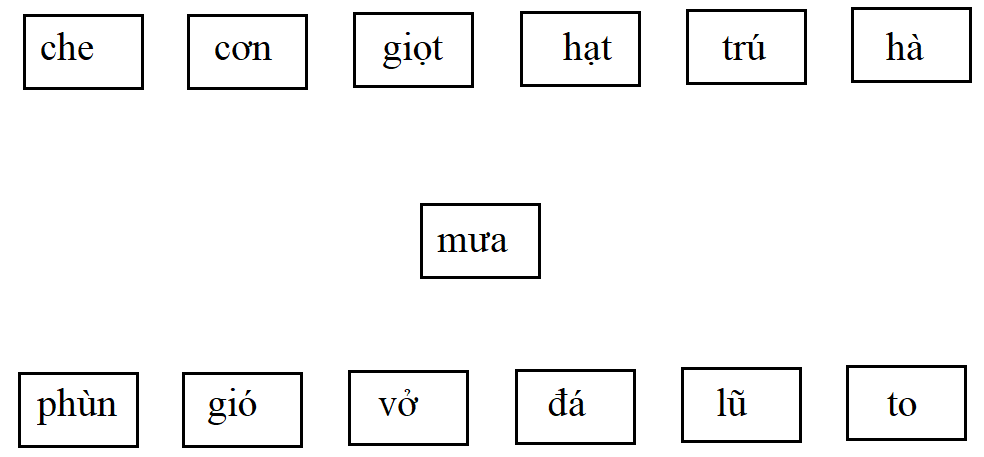 che cơn giọt hạt trú hà
mưa
phùn gió vở đá lũ to